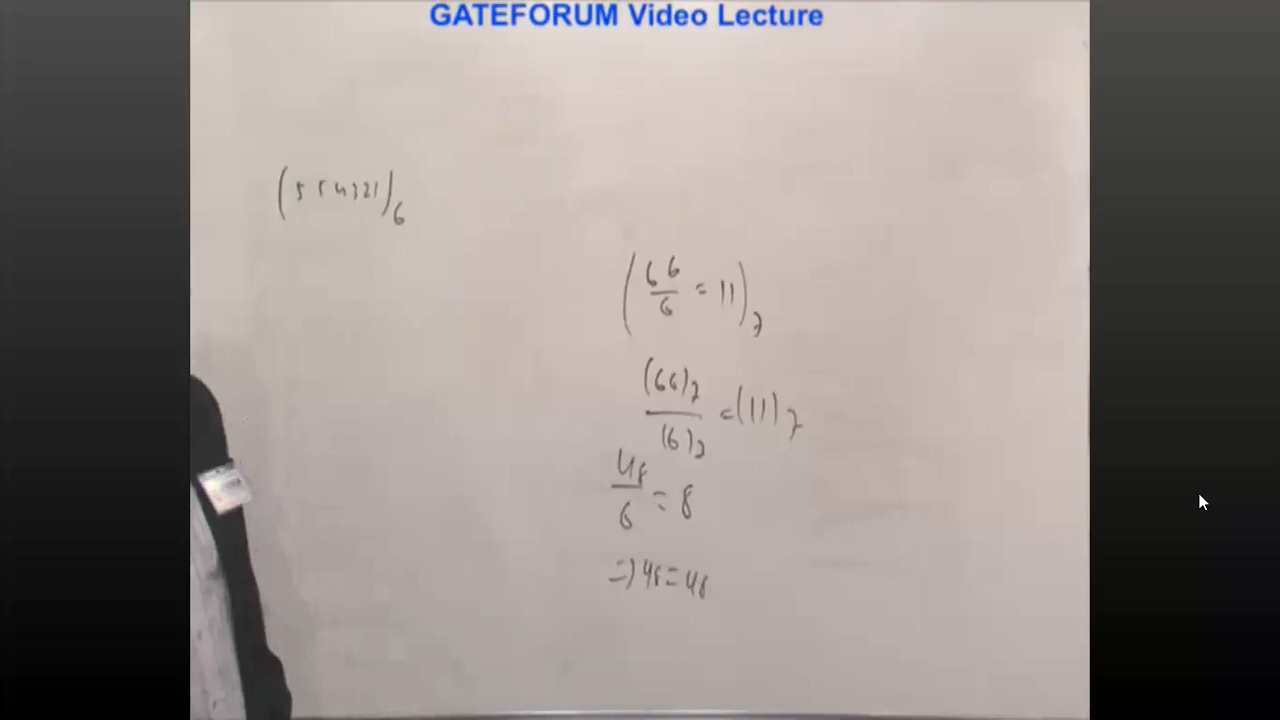 GATEFORUM Video Lecture
(554321)6
(66/6 = 11)7
(66)7/(6)7 = (11)7
48/6 = 8
=> 48 = 48